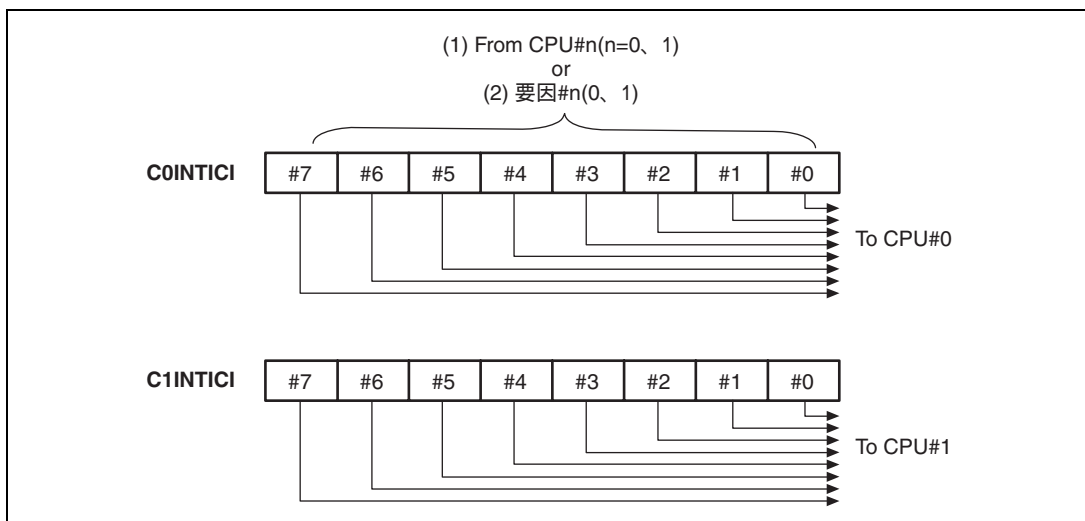 (1) From CPU#n(n=0、1)
or
(2) 要因#n(0、1)
C0INTICI #7 #6 #5 #4 #3 #2 #1 #0
To CPU#0
C1INTICI #7 #6 #5 #4 #3 #2 #1 #0
To CPU#1